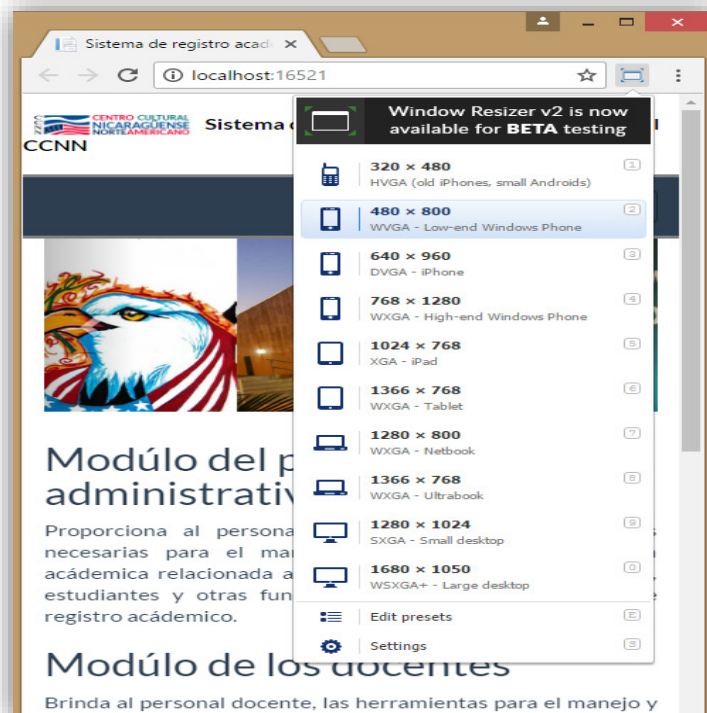 Sistema de registro acad
localhost:16521
CENTRO CULTURAL
NICARAGÜENSE
NORTEAMERICANO
CCNN
Sistema
CCNN
Window Resizer v2 is now
available for BETA testing
320 × 480 1
HVGA (old iPhones, small Androids)
480 × 800 2
WVGA - Low-end Windows Phone
640 × 960 3
DVGA - iPhone
768 × 1280 4
WXGA - High-end Windows Phone
1024 × 768 5
XGA - iPad
1366 × 768 6
WXGA - Tablet
1280 × 800 7
WXGA - Netbook
1366 × 768 8
WXGA - Ultrabook
1280 × 1024 9
SXGA - Small desktop
1680 × 1050 0
WSXGA+ - Large desktop
Edit presets E
Settings S
Modúlo del p
administrativ
Proporciona al persona
necesarias para el ma
acádemica relacionada a
estudiantes y otras fun
registro acádemico.
Modúlo de los docentes
Brinda al personal docente, las herramientas para el manejo y